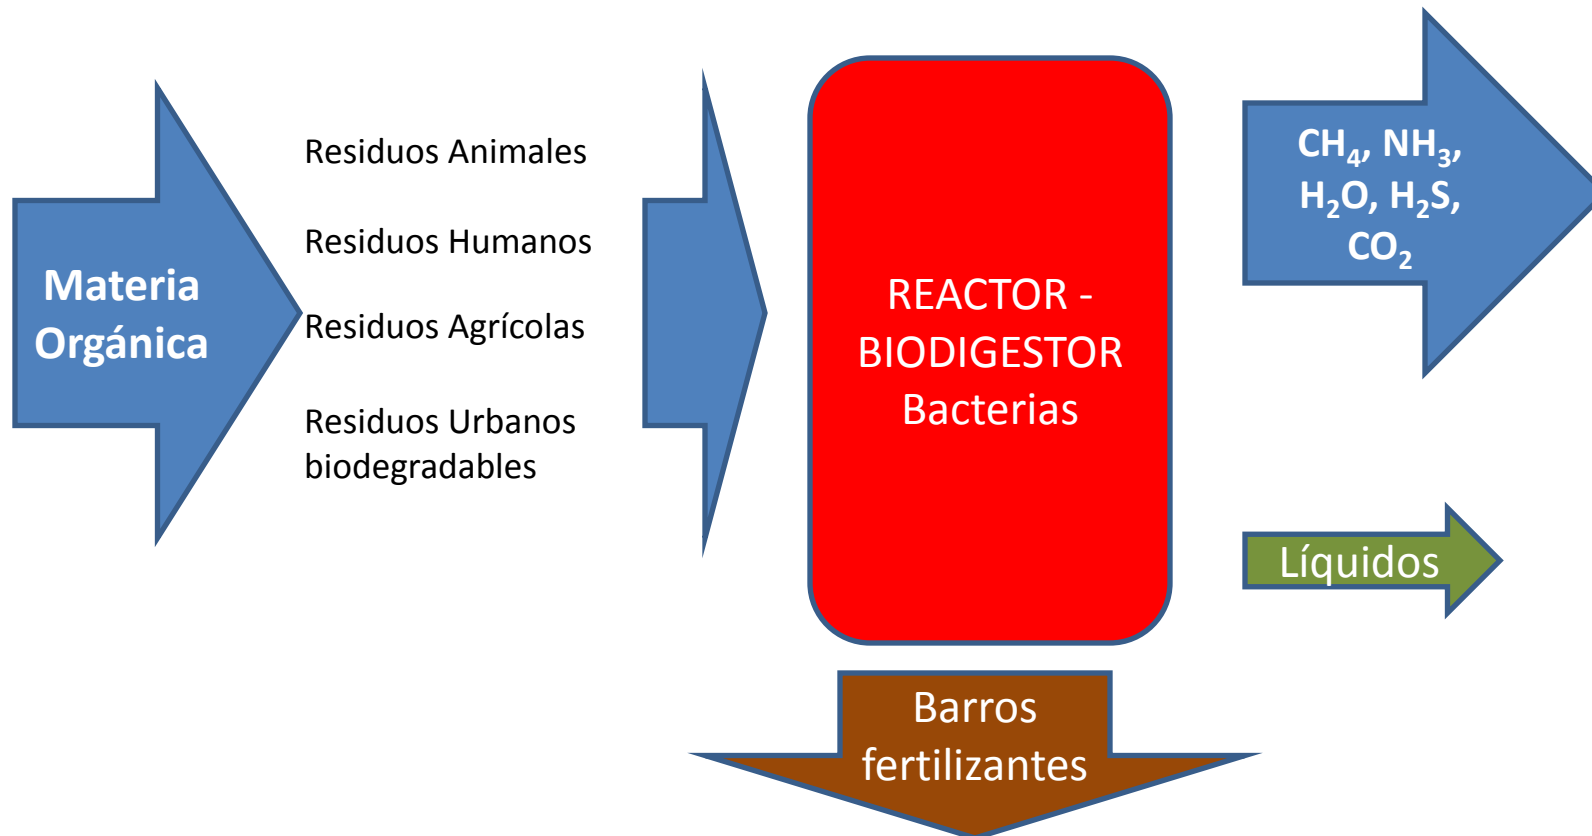 Materia
Orgánica
Residuos Animales
Residuos Humanos
Residuos Agrícolas
Residuos Urbanos
biodegradables
REACTOR -
BIODIGESTOR
Bacterias
CH₄, NH₃,
H₂O, H₂S,
CO₂
Líquidos
Barros
fertilizantes